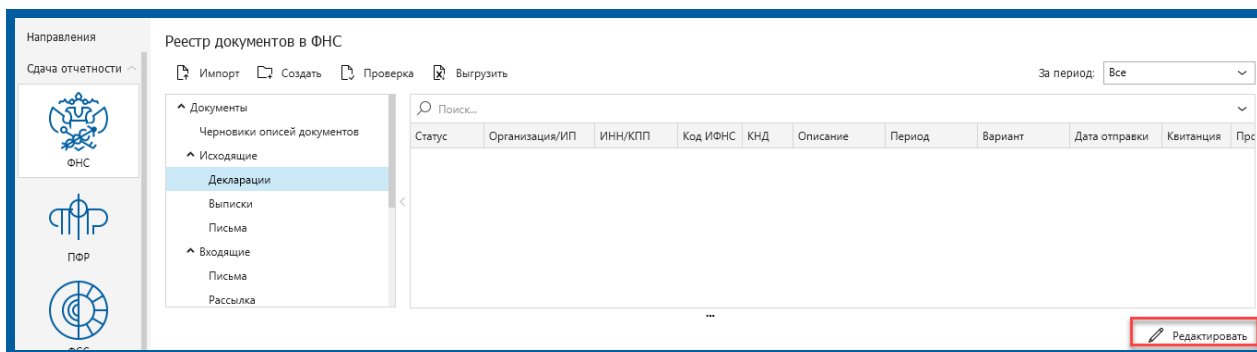 Направления
Реестр документов в ФНС
Сдача отчетности
Импорт Создать Проверка Выгрузить За период: Все
Документы
Поиск...
Черновики описей документов
Статус Организация/ИП ИНН/КПП Код ИФНС КНД Описание Период Вариант Дата отправки Квитанция
Исходящие
ФНС
Декларации
Выписки
Письма
ПФР
Входящие
Письма
Рассылка
...
Редактировать